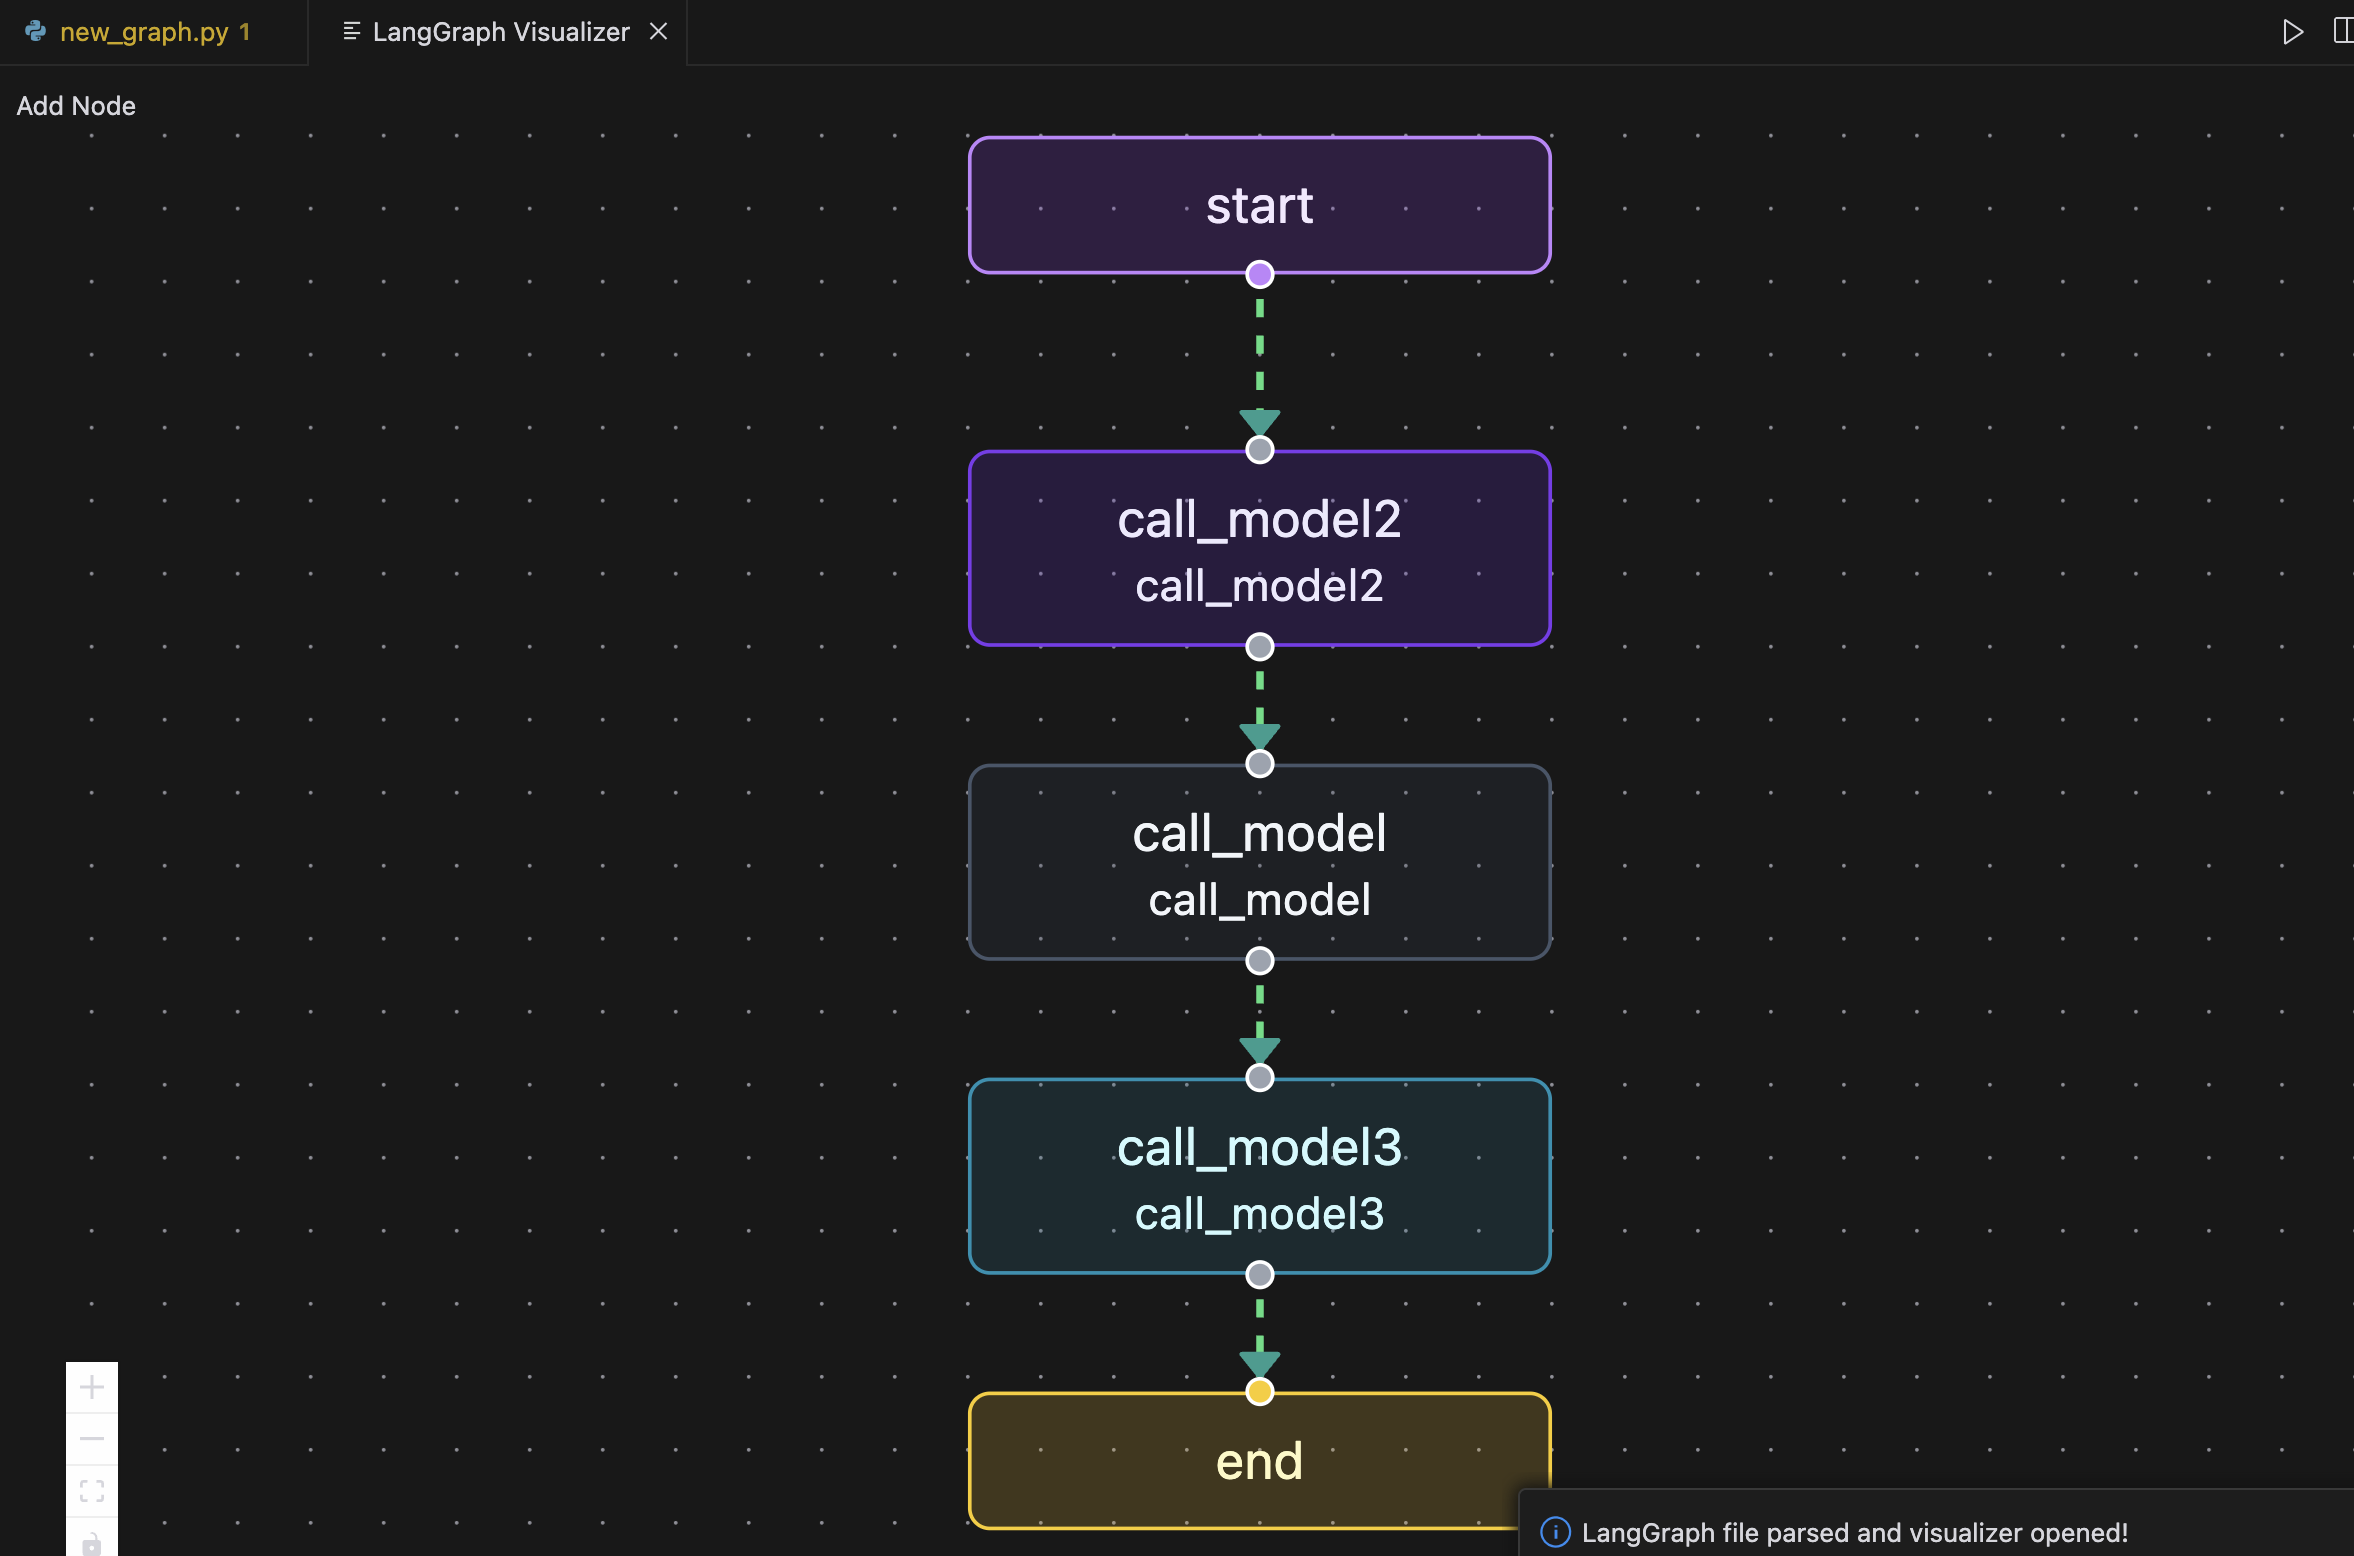 new_graph.py 1
LangGraph Visualizer
Add Node
start
call_model2
call_model2
call_model
call_model
call_model3
call_model3
end
LangGraph file parsed and visualizer opened!